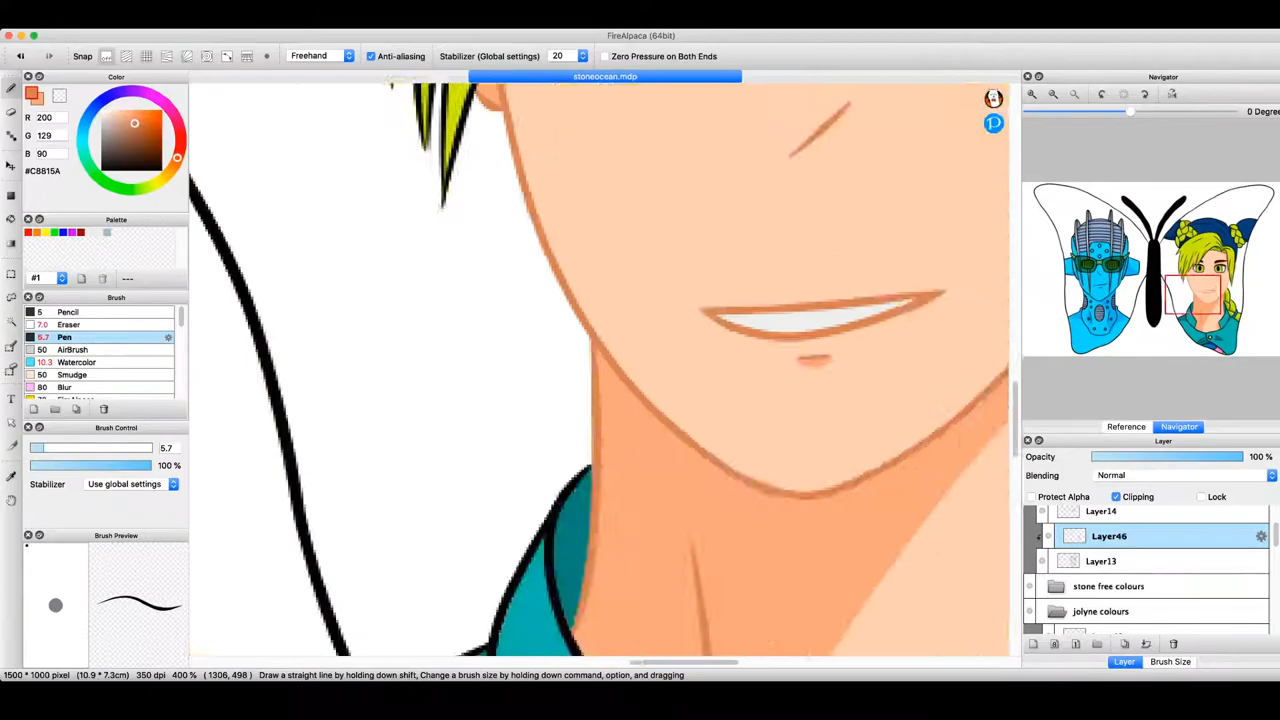 FireAlpaca (64bit)
Snap Freehand Anti-aliasing Stabilizer (Global settings) 20 Zero Pressure on Both Ends
Color stoneocean.mdp Navigator
0 Degree
R 200
G 129
B 90
#C8815A
Palette
#1 ---
Brush
5 Pencil
7.0 Eraser
5.7 Pen
50 AirBrush
10.3 Watercolor
50 Smudge
80 Blur
Brush Control
5.7
100 %
Stabilizer Use global settings
Brush Preview
Reference Navigator
Layer
Opacity 100 %
Blending Normal
Protect Alpha Clipping Lock
Layer14
Layer46
Layer13
stone free colours
jolyne colours
Layer Brush Size
1500 * 1000 pixel (10.9 * 7.3cm) 350 dpi 400 % ( 1306, 498 ) Draw a straight line by holding down shift, Change a brush size by holding down command, option, and dragging